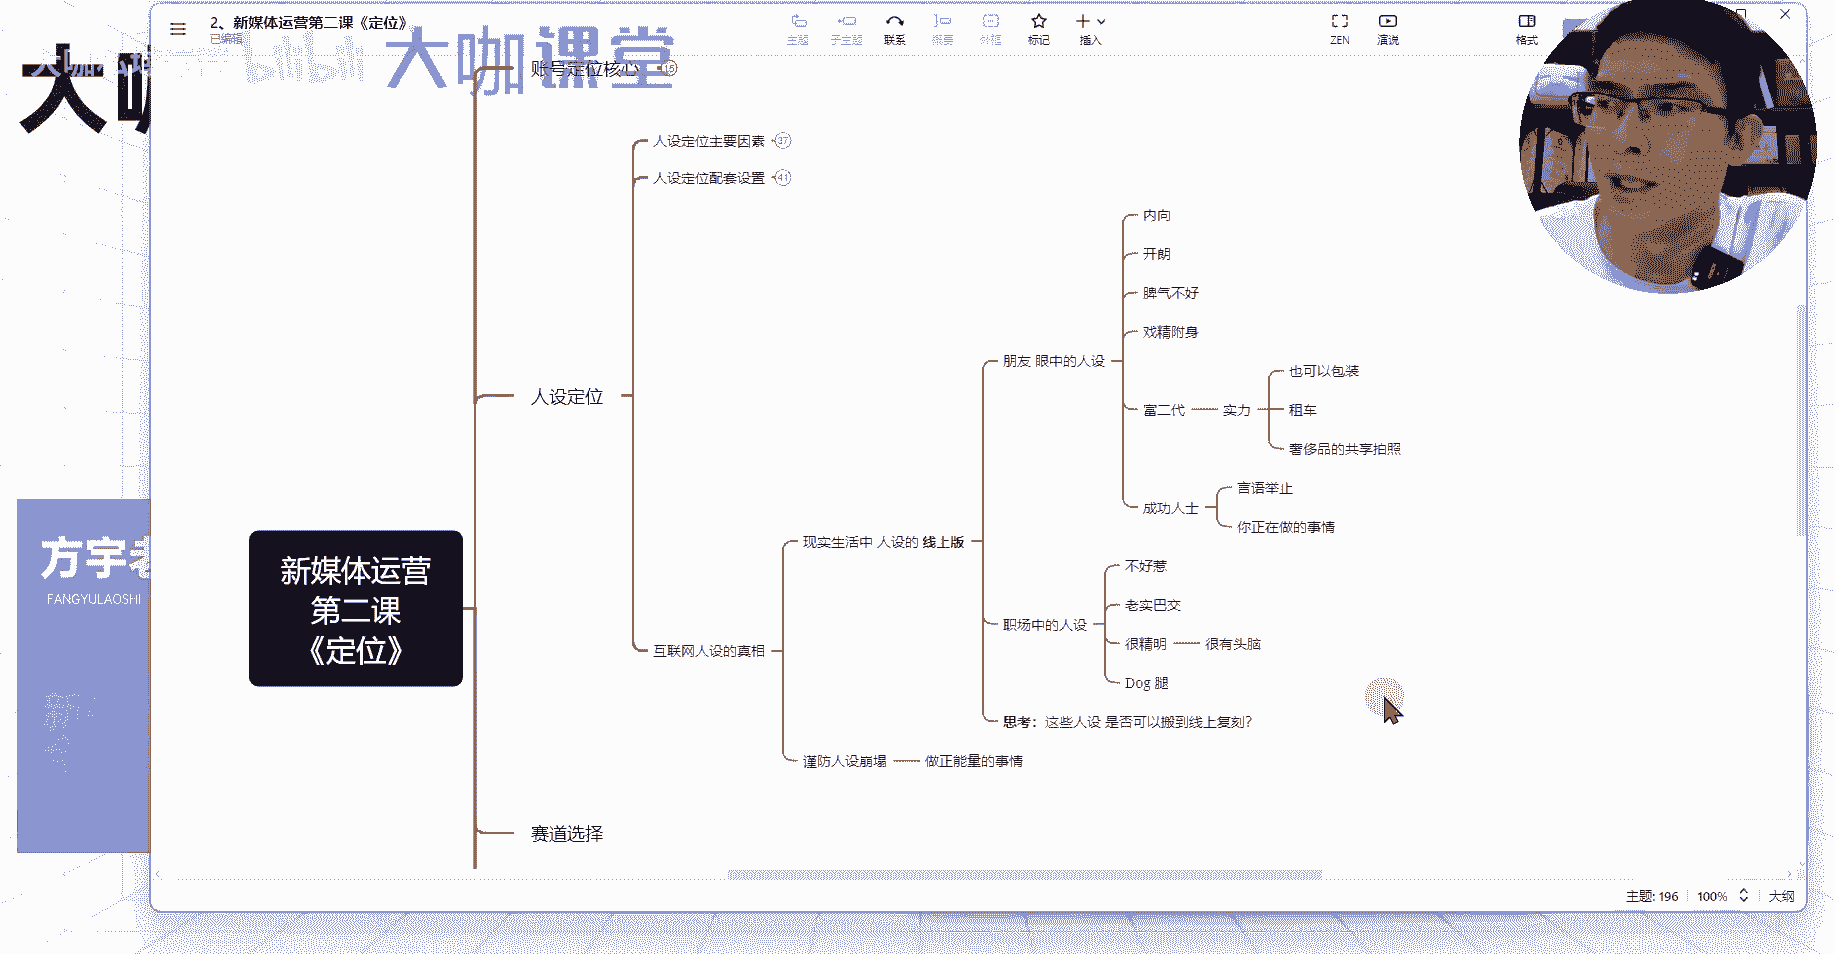 2、新媒体运营第二课《定位》
已编辑
主题
子主题
联系
概要
外框
标记
插入
ZEN
演说
格式
bilibili
大咖课堂
账号定位核心
15
人设定位主要因素
37
人设定位配套设置
41
内向
开朗
脾气不好
戏精附身
朋友 眼中的人设
也可以包装
人设定位
富二代
实力
租车
奢侈品的共享拍照
言语举止
成功人士
你正在做的事情
现实生活中 人设的 线上版
不好惹
方宇老
FANGYULAOSHI
新媒体运营
第二课
《定位》
老实巴交
职场中的人设
很精明
很有头脑
互联网人设的真相
Dog 腿
思考：这些人设 是否可以搬到线上复刻？
谨防人设崩塌
做正能量的事情
赛道选择
主题: 196
100%
大纲